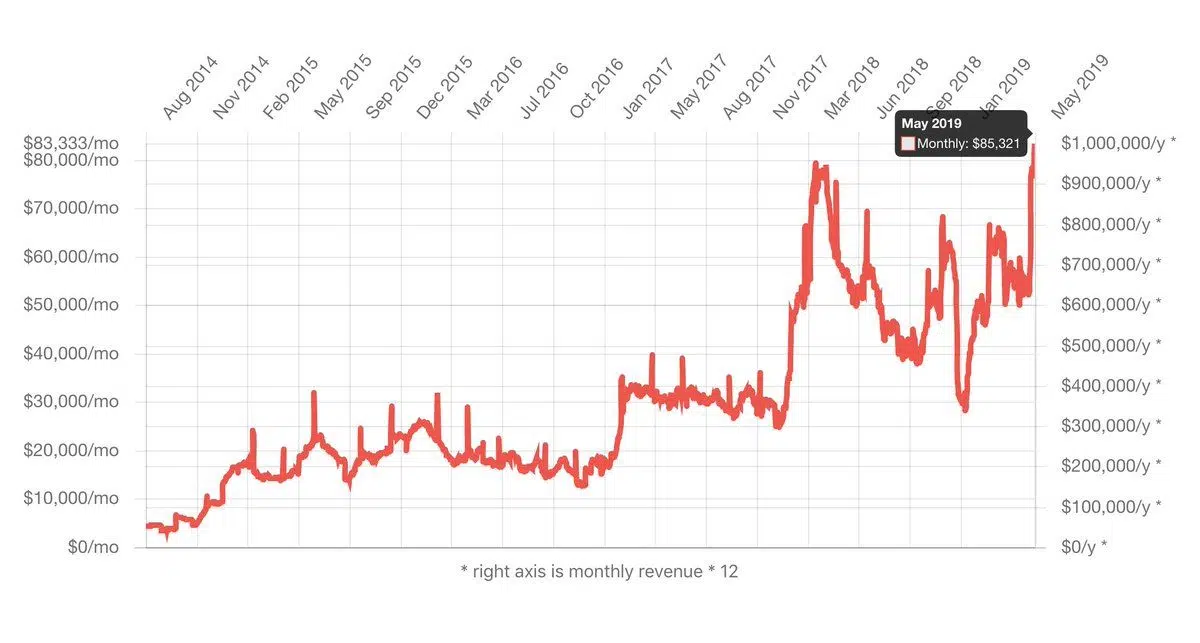 Aug 2014
Nov 2014
Feb 2015
May 2015
Sep 2015
Dec 2015
Mar 2016
Jul 2016
Oct 2016
Jan 2017
May 2017
Aug 2017
Nov 2017
Mar 2018
Jun 2018
Sep 2018
Jan 2019
May 2019
May 2019
Monthly: $85,321
$83,333/mo
$80,000/mo
$70,000/mo
$60,000/mo
$50,000/mo
$40,000/mo
$30,000/mo
$20,000/mo
$10,000/mo
$0/mo
$1,000,000/y *
$900,000/y *
$800,000/y *
$700,000/y *
$600,000/y *
$500,000/y *
$400,000/y *
$300,000/y *
$200,000/y *
$100,000/y *
$0/y *
* right axis is monthly revenue * 12